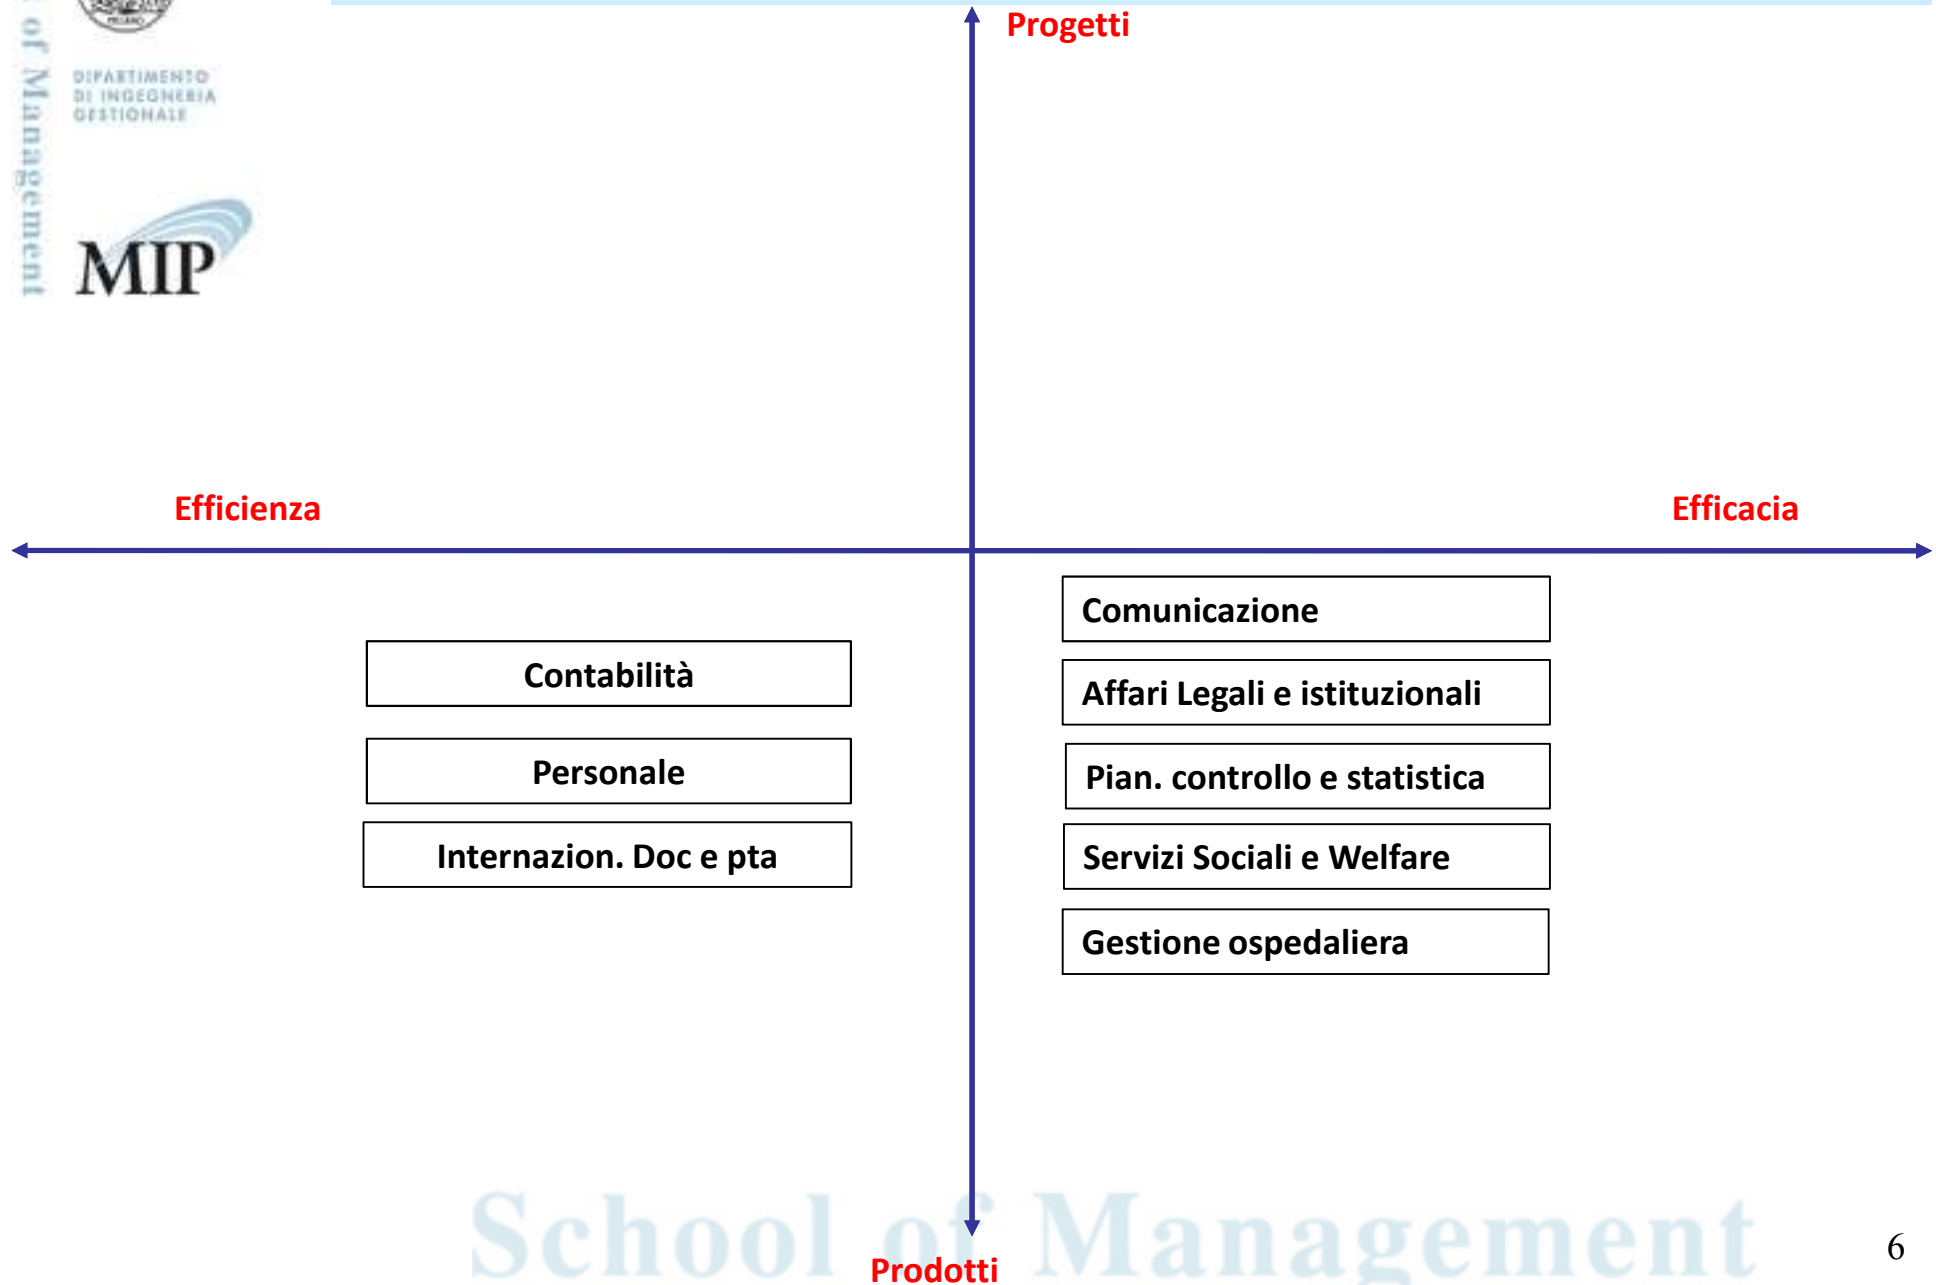 Progetti
MILANO
of Management
DIPARTIMENTO
DI INGEGNERIA
GESTIONALE
MIP
Efficienza
Efficacia
Comunicazione
Contabilità
Affari Legali e istituzionali
Personale
Pian. controllo e statistica
Internazion. Doc e pta
Servizi Sociali e Welfare
Gestione ospedaliera
School of Management
Prodotti
6